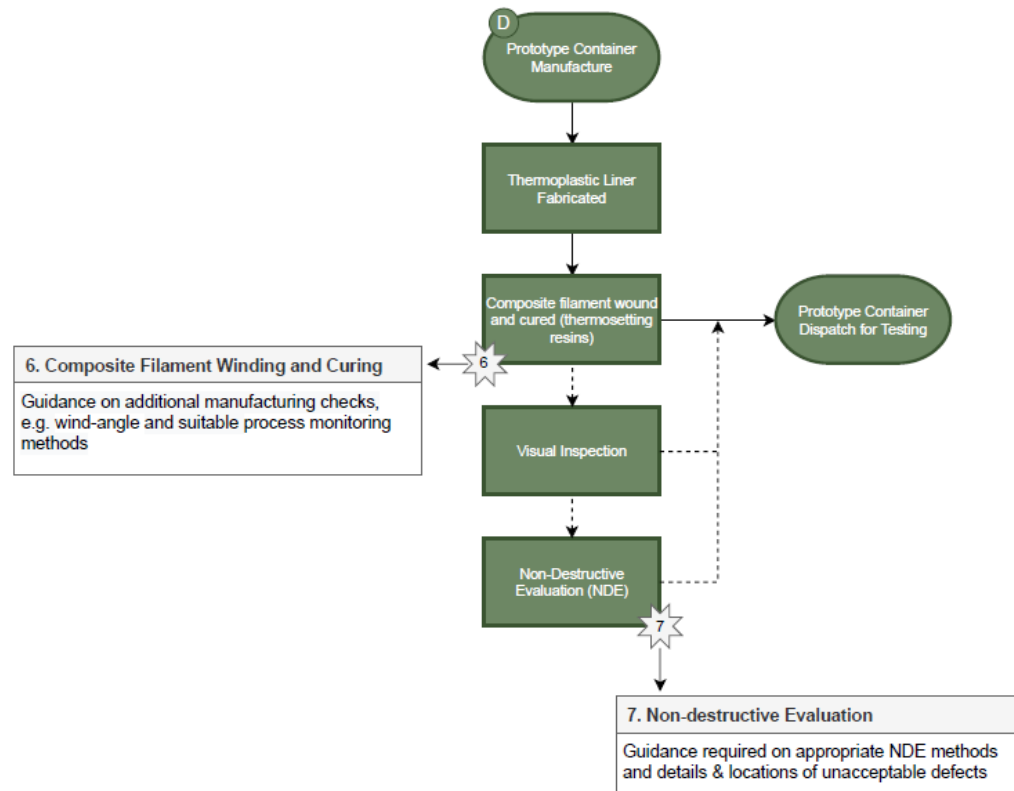 D
Prototype Container
Manufacture
Thermoplastic Liner
Fabricated
Composite filament wound
and cured (thermosetting
resins)
Prototype Container
Dispatch for Testing
6
6. Composite Filament Winding and Curing
Guidance on additional manufacturing checks,
e.g. wind-angle and suitable process monitoring
methods
Visual Inspection
Non-Destructive
Evaluation (NDE)
7
7. Non-destructive Evaluation
Guidance required on appropriate NDE methods
and details & locations of unacceptable defects